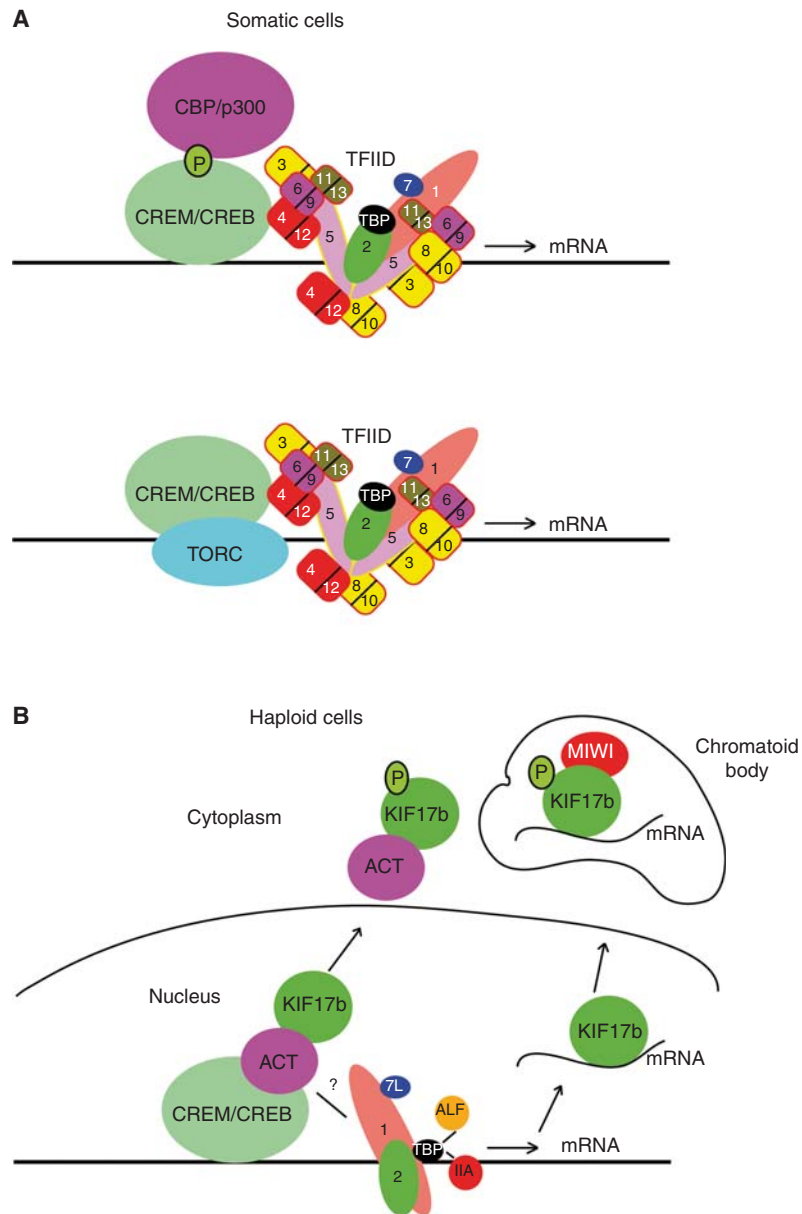 A
Somatic cells
CBP/p300
P
CREM/CREB
TFIID
3
11
13
6
9
4
12
5
TBP
2
7
1
11
13
6
9
8
10
5
3
4
12
8
10
mRNA
CREM/CREB
TORC
TFIID
3
11
13
6
9
4
12
5
TBP
2
7
1
11
13
6
9
8
10
5
3
4
12
8
10
mRNA
B
Haploid cells
Cytoplasm
P
KIF17b
ACT
MIWI
P
KIF17b
mRNA
Chromatoid
body
Nucleus
KIF17b
ACT
CREM/CREB
?
7L
1
2
TBP
ALF
IIA
mRNA
KIF17b
mRNA